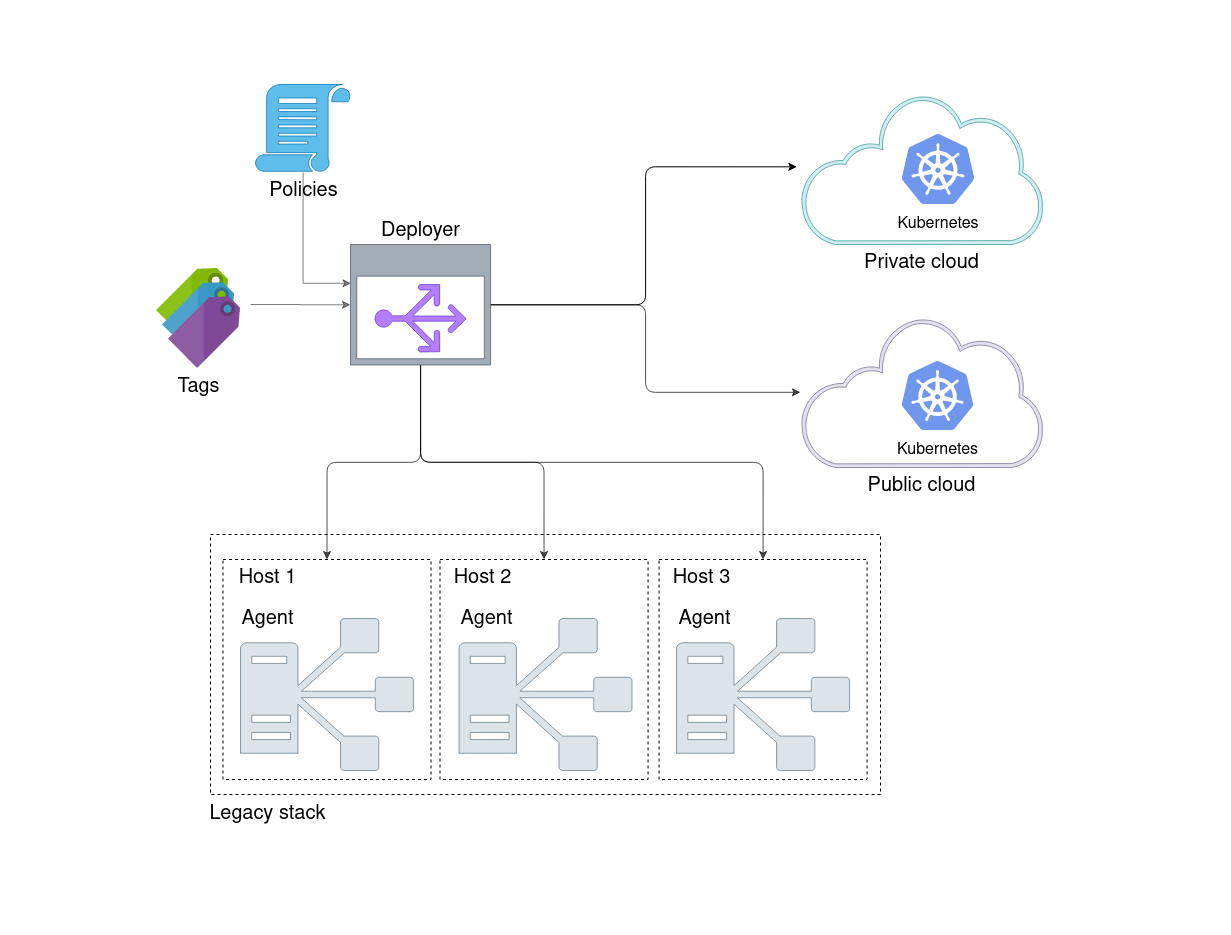 Policies
Deployer
Tags
Kubernetes
Private cloud
Kubernetes
Public cloud
Host 1
Agent
Host 2
Agent
Host 3
Agent
Legacy stack